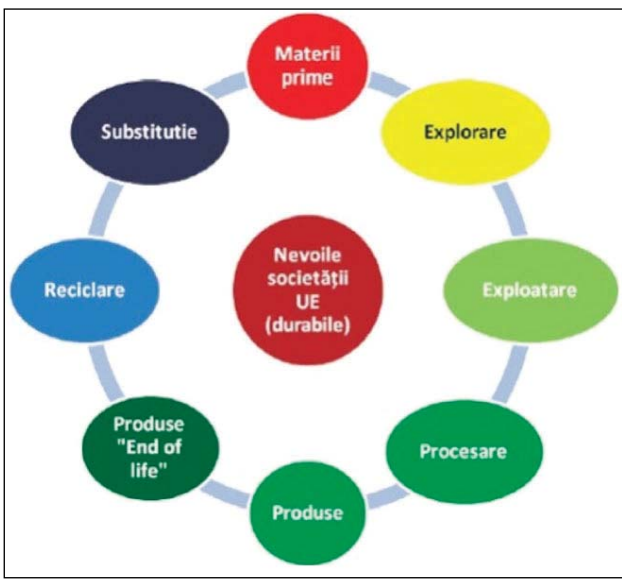 Materii
prime
Explorare
Exploatare
Procesare
Produse
Produse
"End of
life"
Reciclare
Substitutie
Nevoile
societății
UE
(durabile)